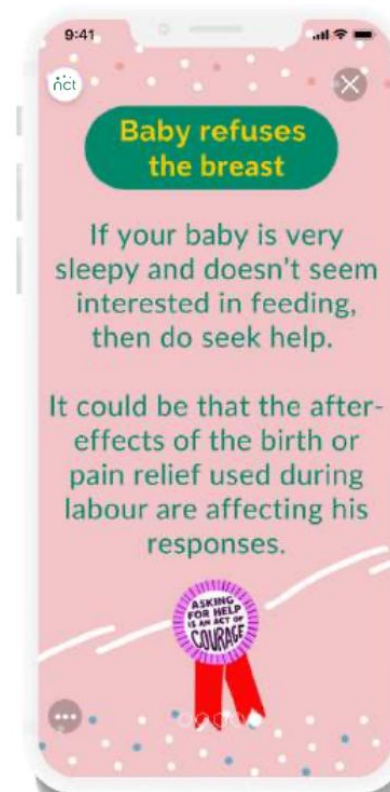 9:41
nct
Baby refuses
the breast
If your baby is very
sleepy and doesn't seem
interested in feeding,
then do seek help.
It could be that the after-
effects of the birth or
pain relief used during
labour are affecting his
responses.
ASKING
FOR HELP
IS AN ACT OF
COURAGE